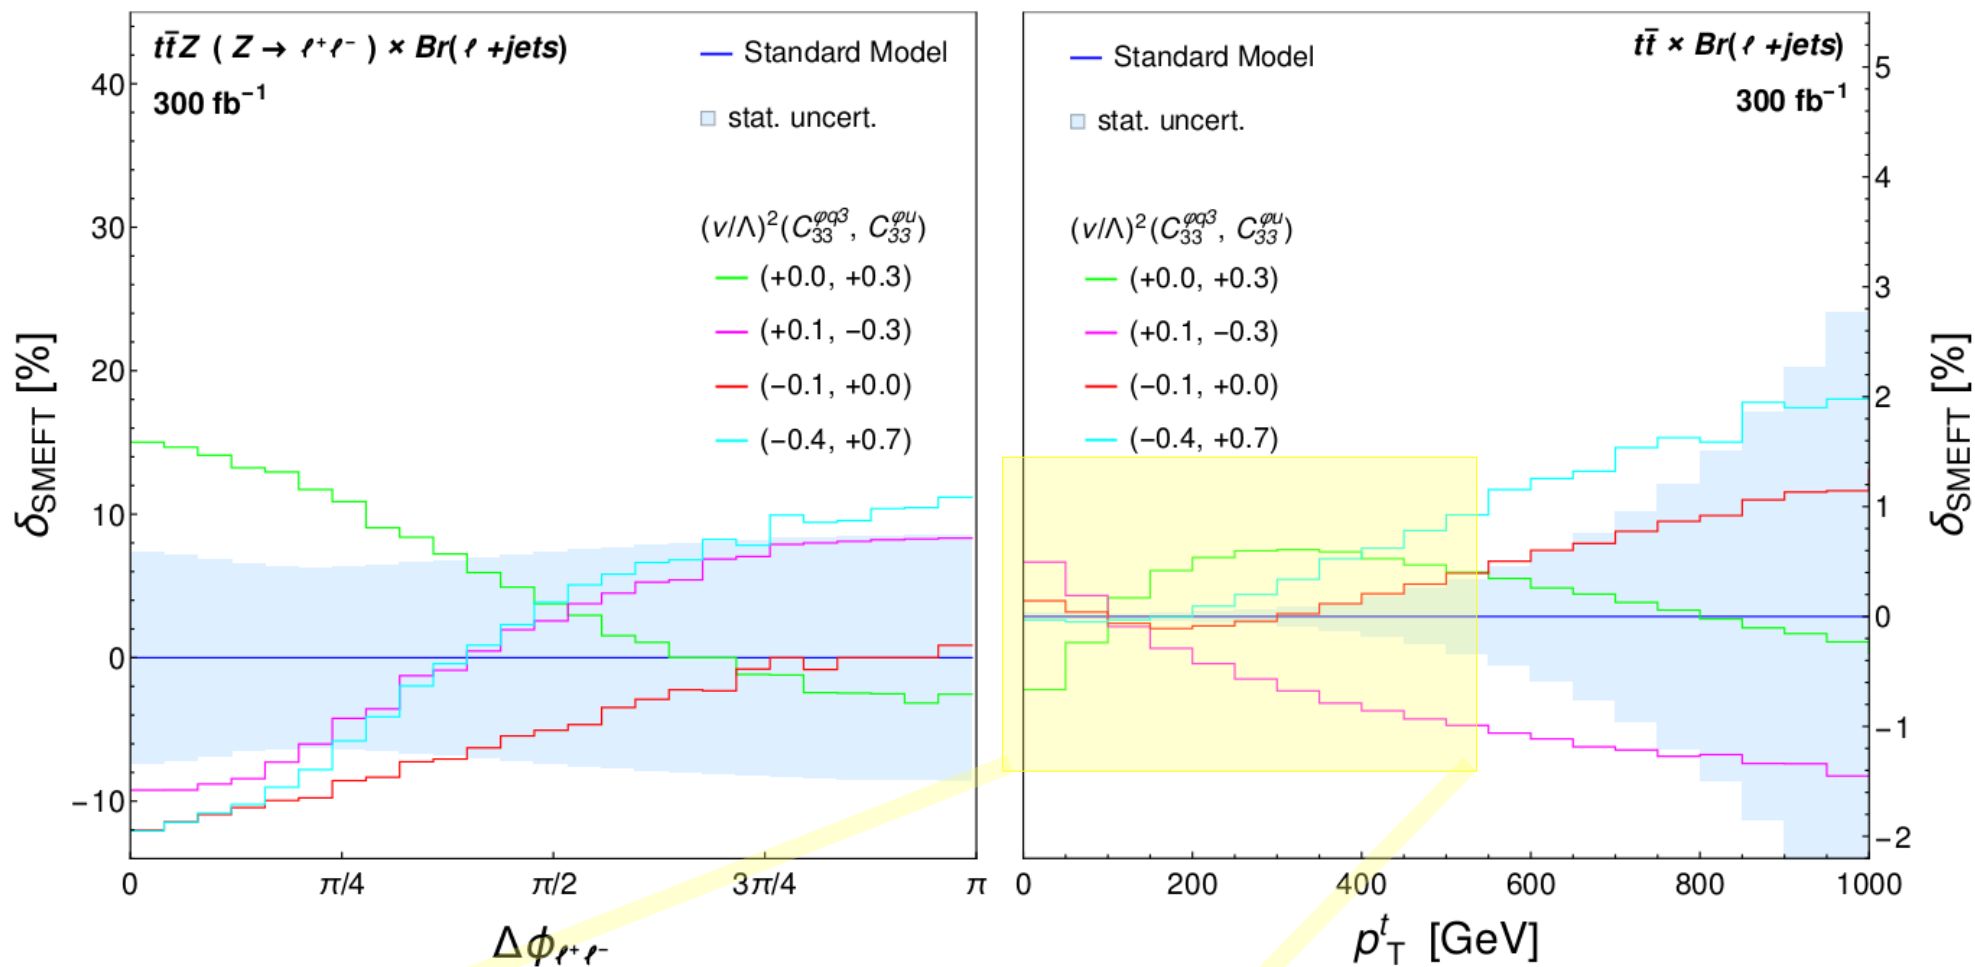 tt̄Z ( Z → ℓ⁺ℓ⁻ ) × Br(ℓ +jets)
300 fb⁻¹
Standard Model
stat. uncert.
(v/Λ)²(C₃₃^φq3, C₃₃^φu)
(+0.0, +0.3)
(+0.1, −0.3)
(−0.1, +0.0)
(−0.4, +0.7)
δSMEFT [%]
40
30
20
10
0
−10
0
π/4
π/2
3π/4
π
Δϕℓ⁺ℓ⁻
tt̄ × Br(ℓ +jets)
300 fb⁻¹
Standard Model
stat. uncert.
(v/Λ)²(C₃₃^φq3, C₃₃^φu)
(+0.0, +0.3)
(+0.1, −0.3)
(−0.1, +0.0)
(−0.4, +0.7)
5
4
3
2
1
0
−1
−2
δSMEFT [%]
0
200
400
600
800
1000
p^t_T [GeV]